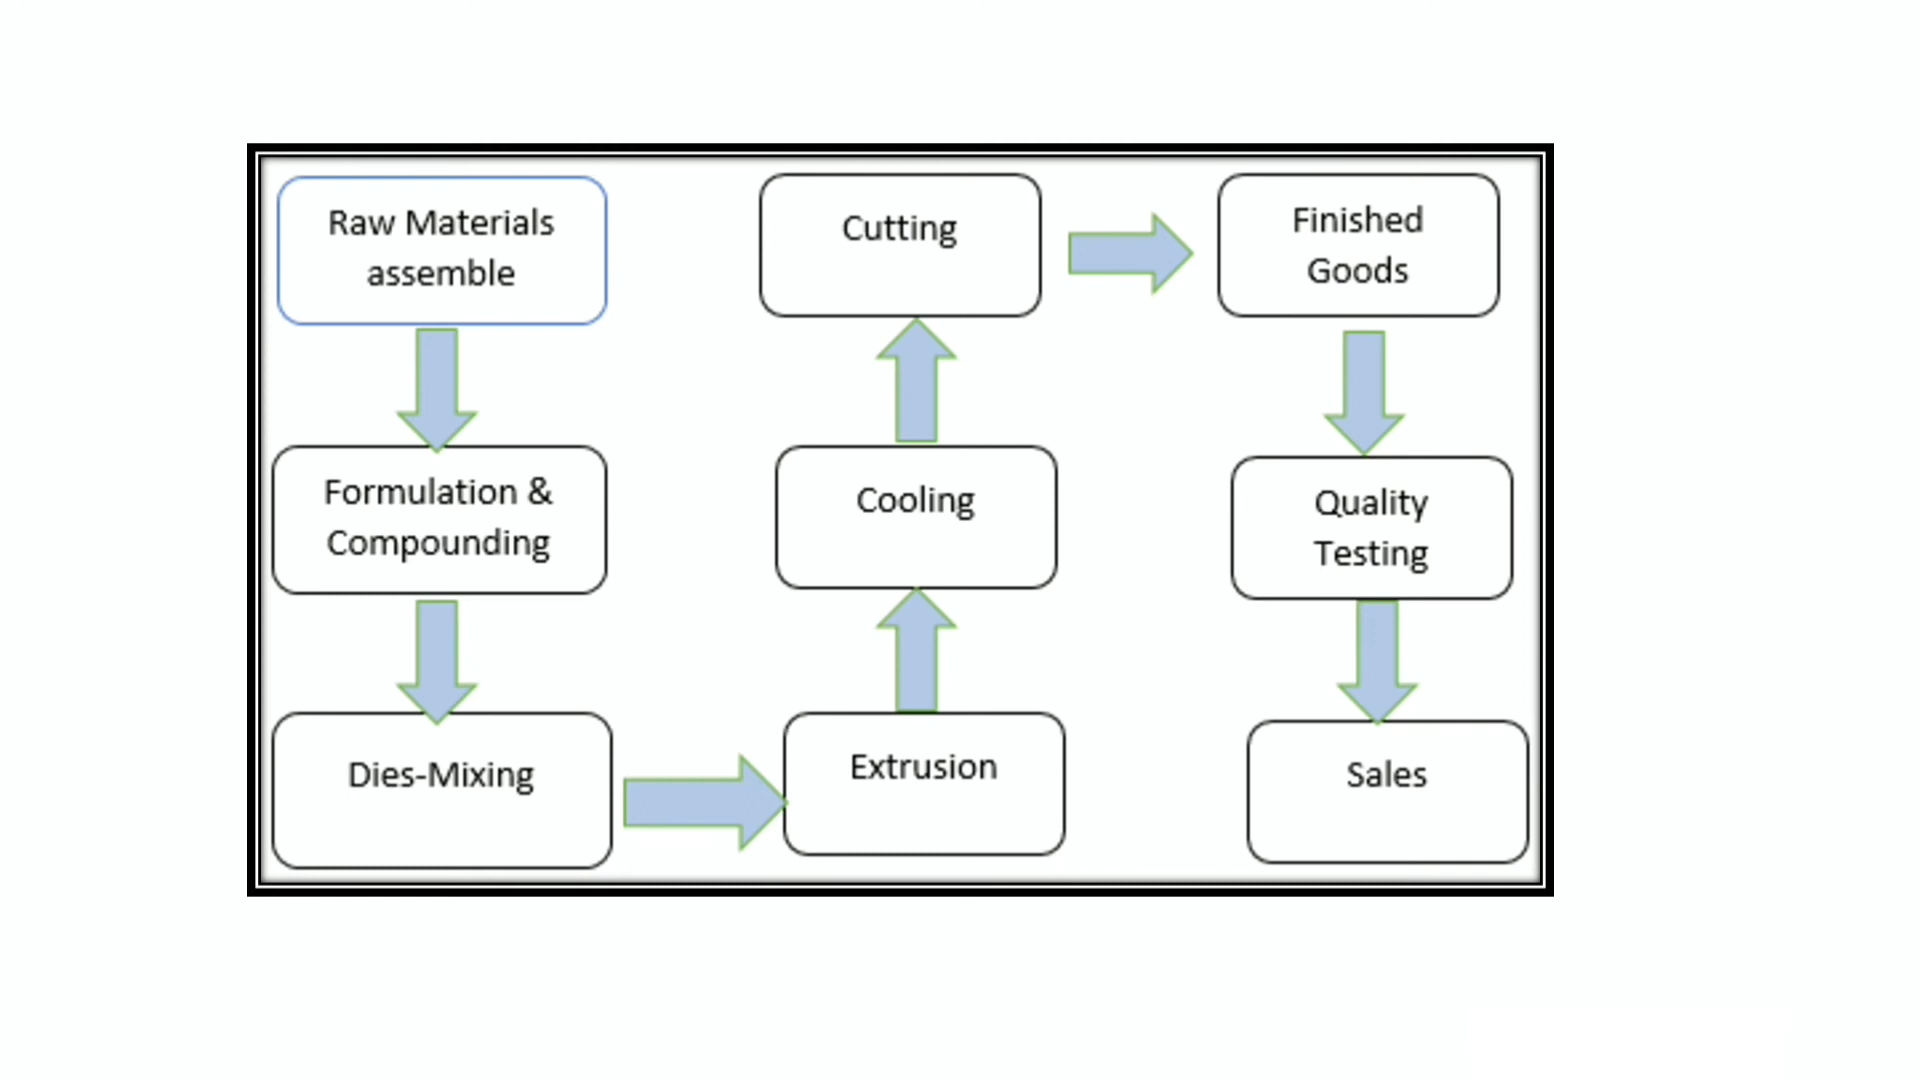 Raw Materials
assemble
Formulation &
Compounding
Dies-Mixing
Extrusion
Cooling
Cutting
Finished
Goods
Quality
Testing
Sales